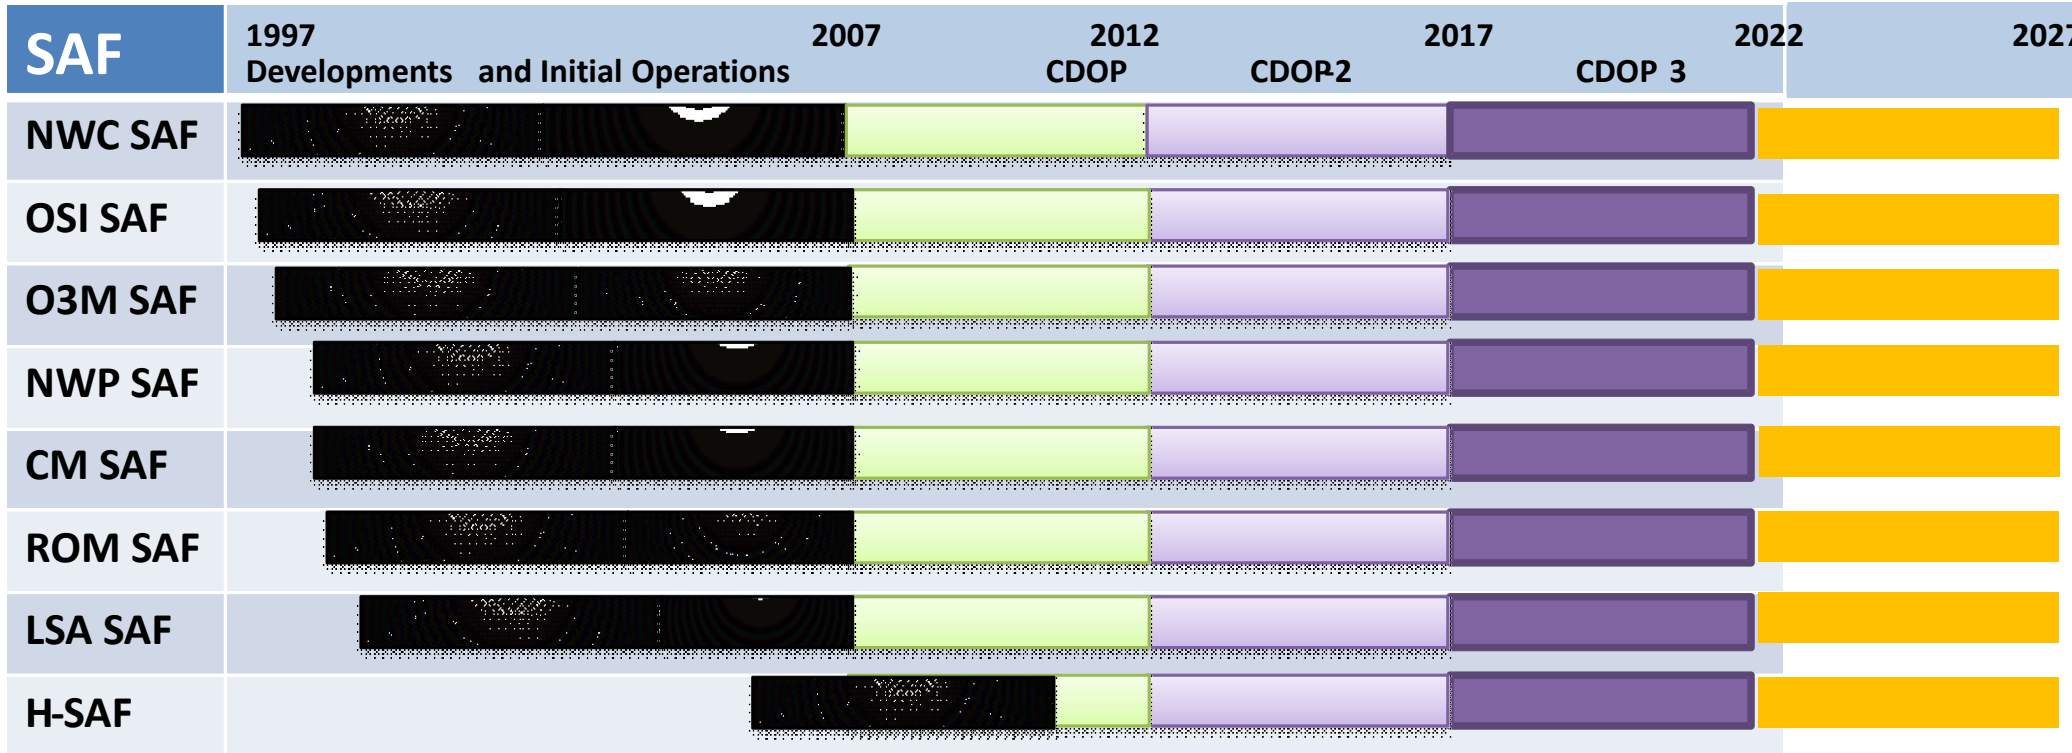 SAF
1997 2007 2012 2017 2022 2027
Developments and Initial Operations CDOP CDOP-2 CDOP 3
NWC SAF
OSI SAF
O3M SAF
NWP SAF
CM SAF
ROM SAF
LSA SAF
H-SAF